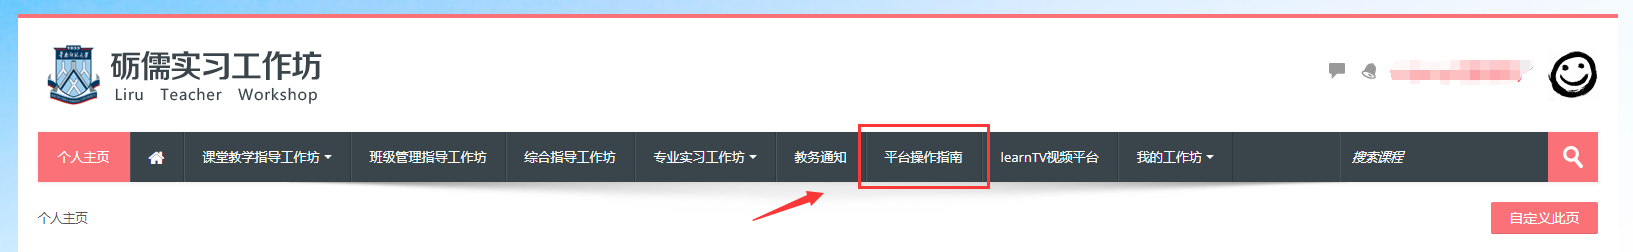 砺儒实习工作坊
Liru Teacher Workshop
个人主页
课堂教学指导工作坊
班级管理指导工作坊
综合指导工作坊
专业实习工作坊
教务通知
平台操作指南
learnTV视频平台
我的工作坊
搜索课程
个人主页
自定义此页